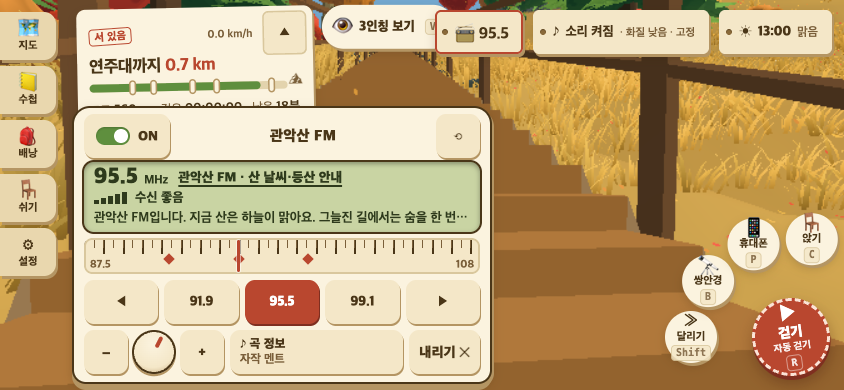 지도
수첩
배낭
쉬기
설정
서 있음
0.0 km/h
▲
연주대까지 0.7 km
3인칭 보기
95.5
♪ 소리 켜짐 · 화질 낮음 · 고정
13:00 맑음
ON
관악산 FM
95.5 MHz 관악산 FM · 산 날씨·등산 안내
수신 좋음
관악산 FM입니다. 지금 산은 하늘이 맑아요. 그늘진 길에서는 숨을 한 번…
87.5
108
◀
91.9
95.5
99.1
▶
−
+
♪ 곡 정보
자작 멘트
내리기 ×
휴대폰
P
앉기
C
쌍안경
B
달리기
Shift
걷기
자동 걷기
R